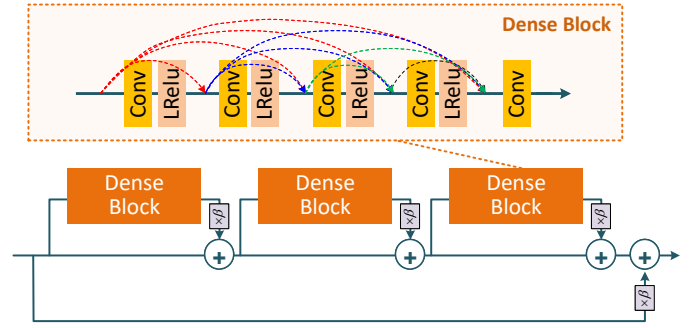 Dense Block
Conv
LRelu
Conv
LRelu
Conv
LRelu
Conv
LRelu
Conv
Dense
Block
×β
Dense
Block
×β
Dense
Block
×β
+
+
+
+
×β